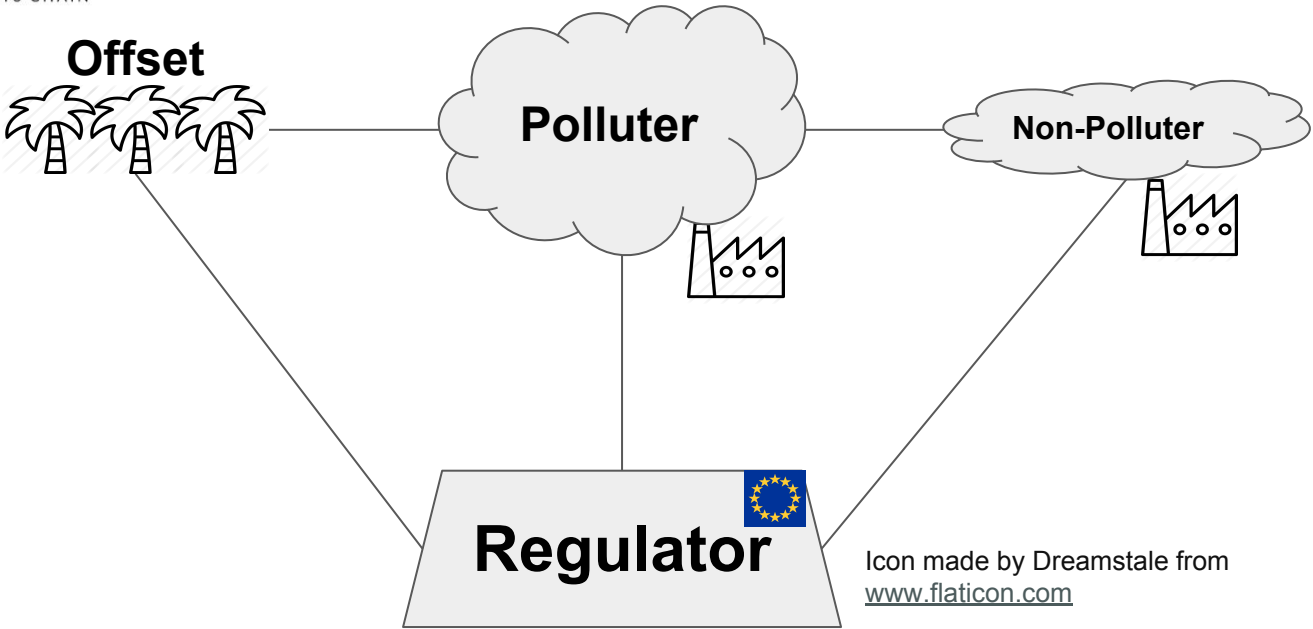 Offset
Polluter
Non-Polluter
Regulator
Icon made by Dreamstale from
www.flaticon.com